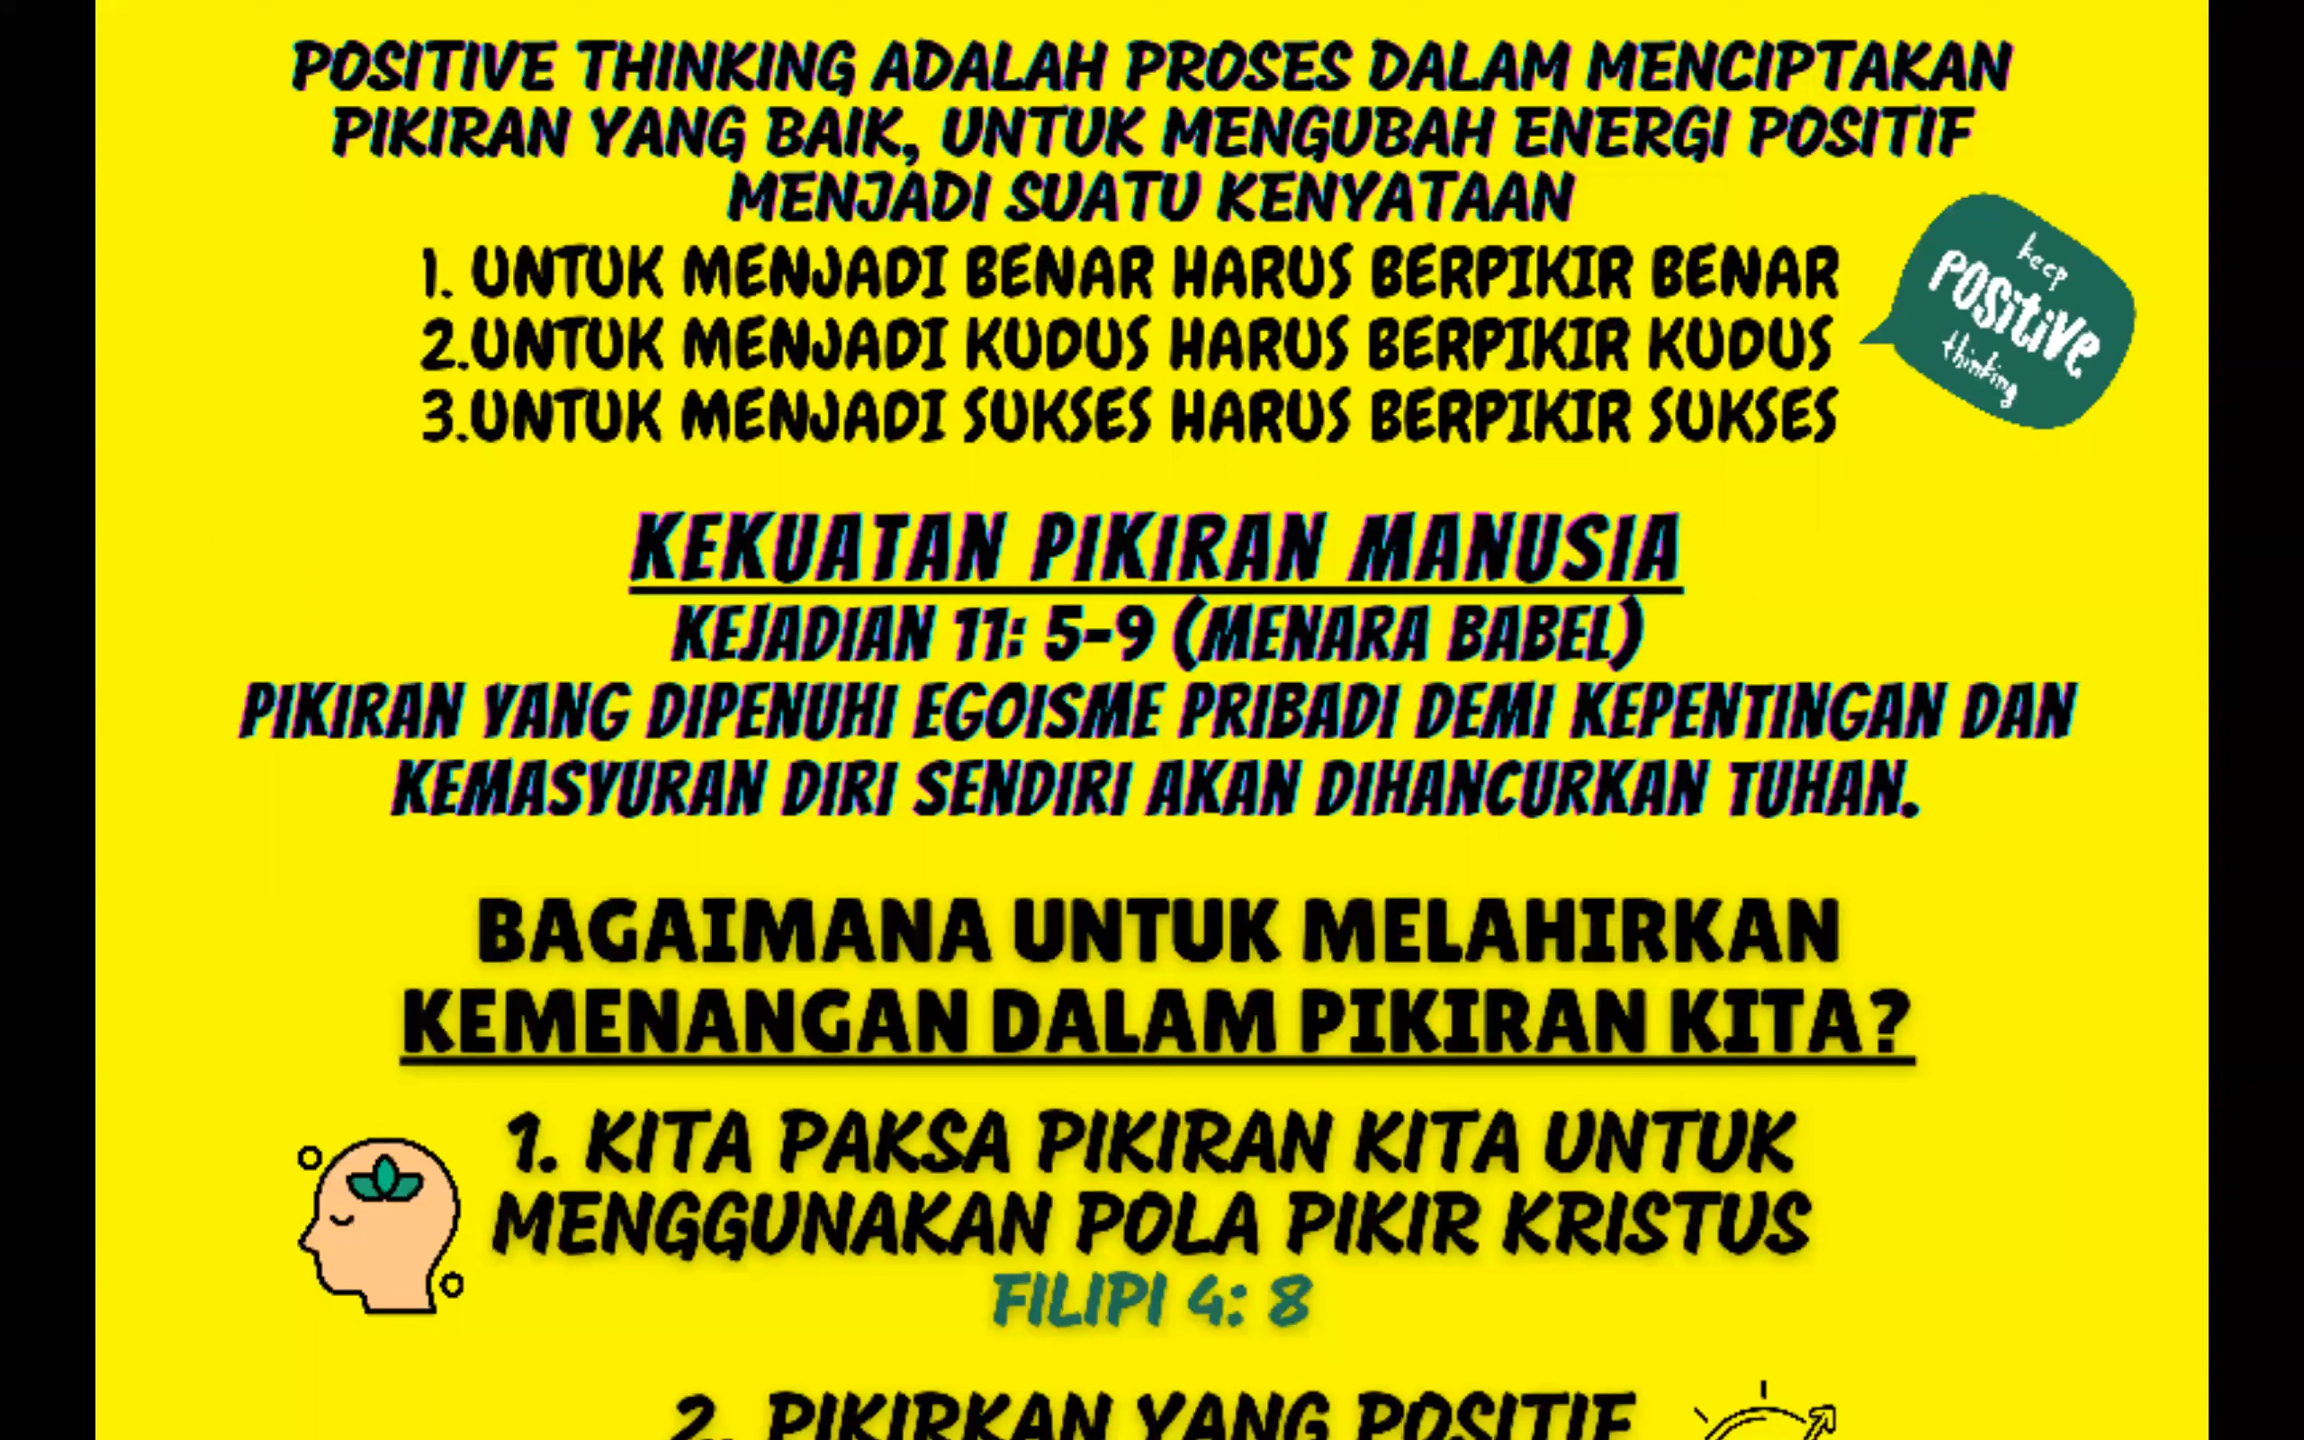 POSITIVE THINKING ADALAH PROSES DALAM MENCIPTAKAN
PIKIRAN YANG BAIK, UNTUK MENGUBAH ENERGI POSITIF
MENJADI SUATU KENYATAAN
1. UNTUK MENJADI BENAR HARUS BERPIKIR BENAR
2.UNTUK MENJADI KUDUS HARUS BERPIKIR KUDUS
3.UNTUK MENJADI SUKSES HARUS BERPIKIR SUKSES
keep
POSitiVe
thinking
KEKUATAN PIKIRAN MANUSIA
KEJADIAN 11: 5-9 (MENARA BABEL)
PIKIRAN YANG DIPENUHI EGOISME PRIBADI DEMI KEPENTINGAN DAN
KEMASYURAN DIRI SENDIRI AKAN DIHANCURKAN TUHAN.
BAGAIMANA UNTUK MELAHIRKAN
KEMENANGAN DALAM PIKIRAN KITA?
1. KITA PAKSA PIKIRAN KITA UNTUK
MENGGUNAKAN POLA PIKIR KRISTUS
FILIPI 4: 8
2. PIKIRKAN YANG POSITIF